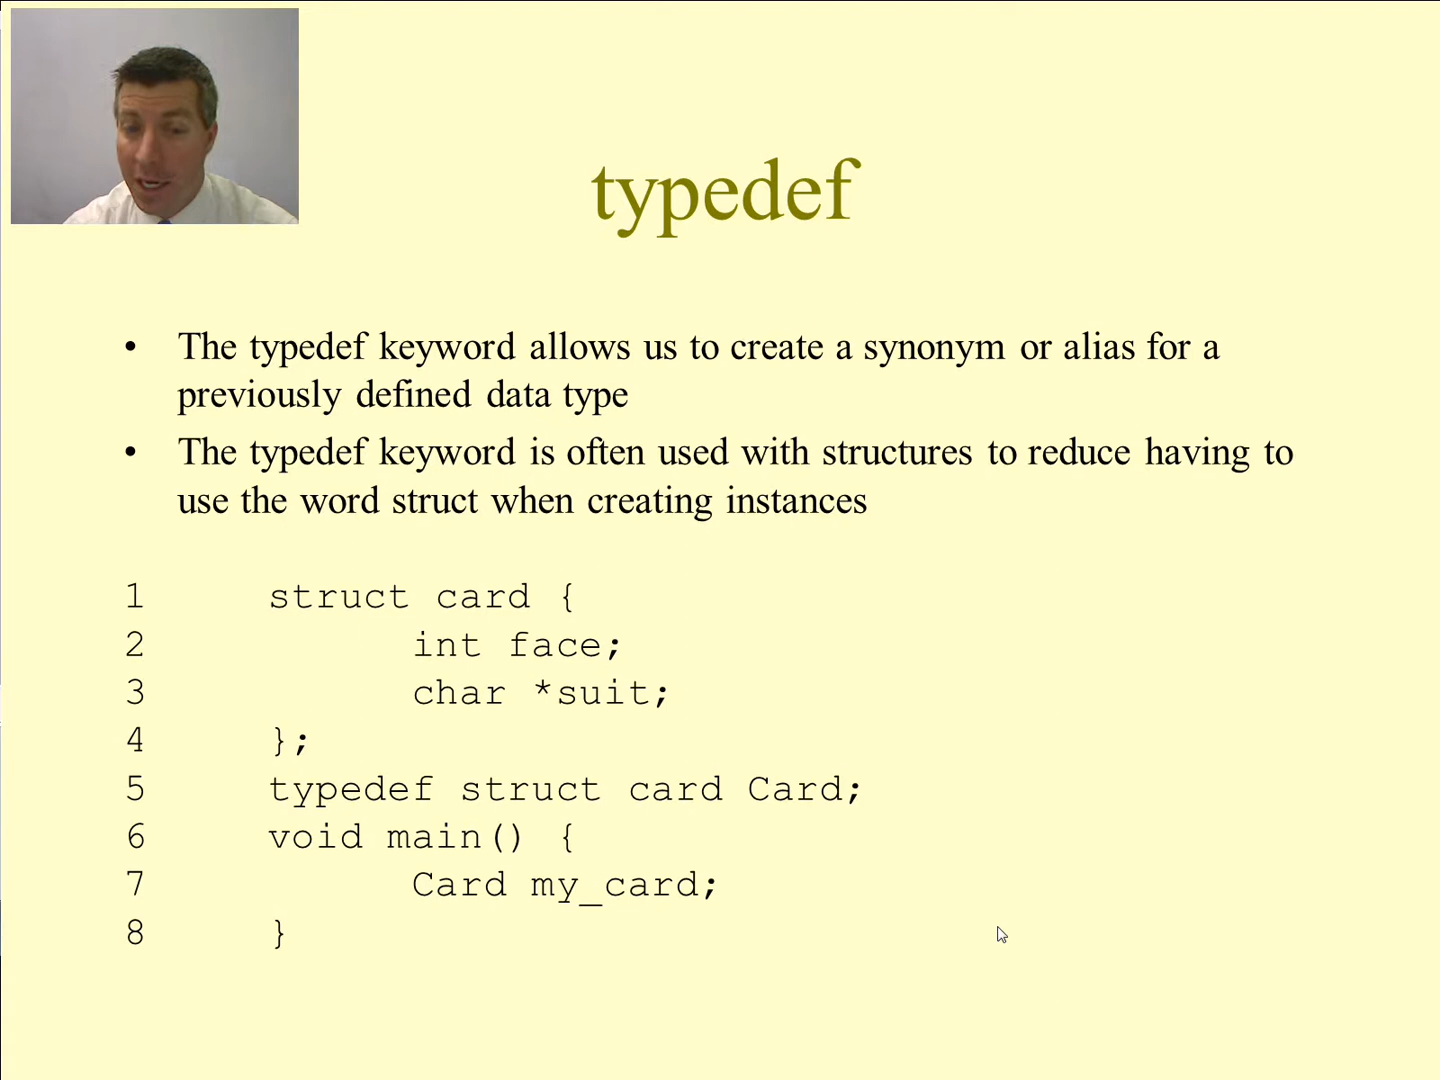 typedef
• The typedef keyword allows us to create a synonym or alias for a
previously defined data type
• The typedef keyword is often used with structures to reduce having to
use the word struct when creating instances
1 struct card {
2 int face;
3 char *suit;
4 };
5 typedef struct card Card;
6 void main() {
7 Card my_card;
8 }